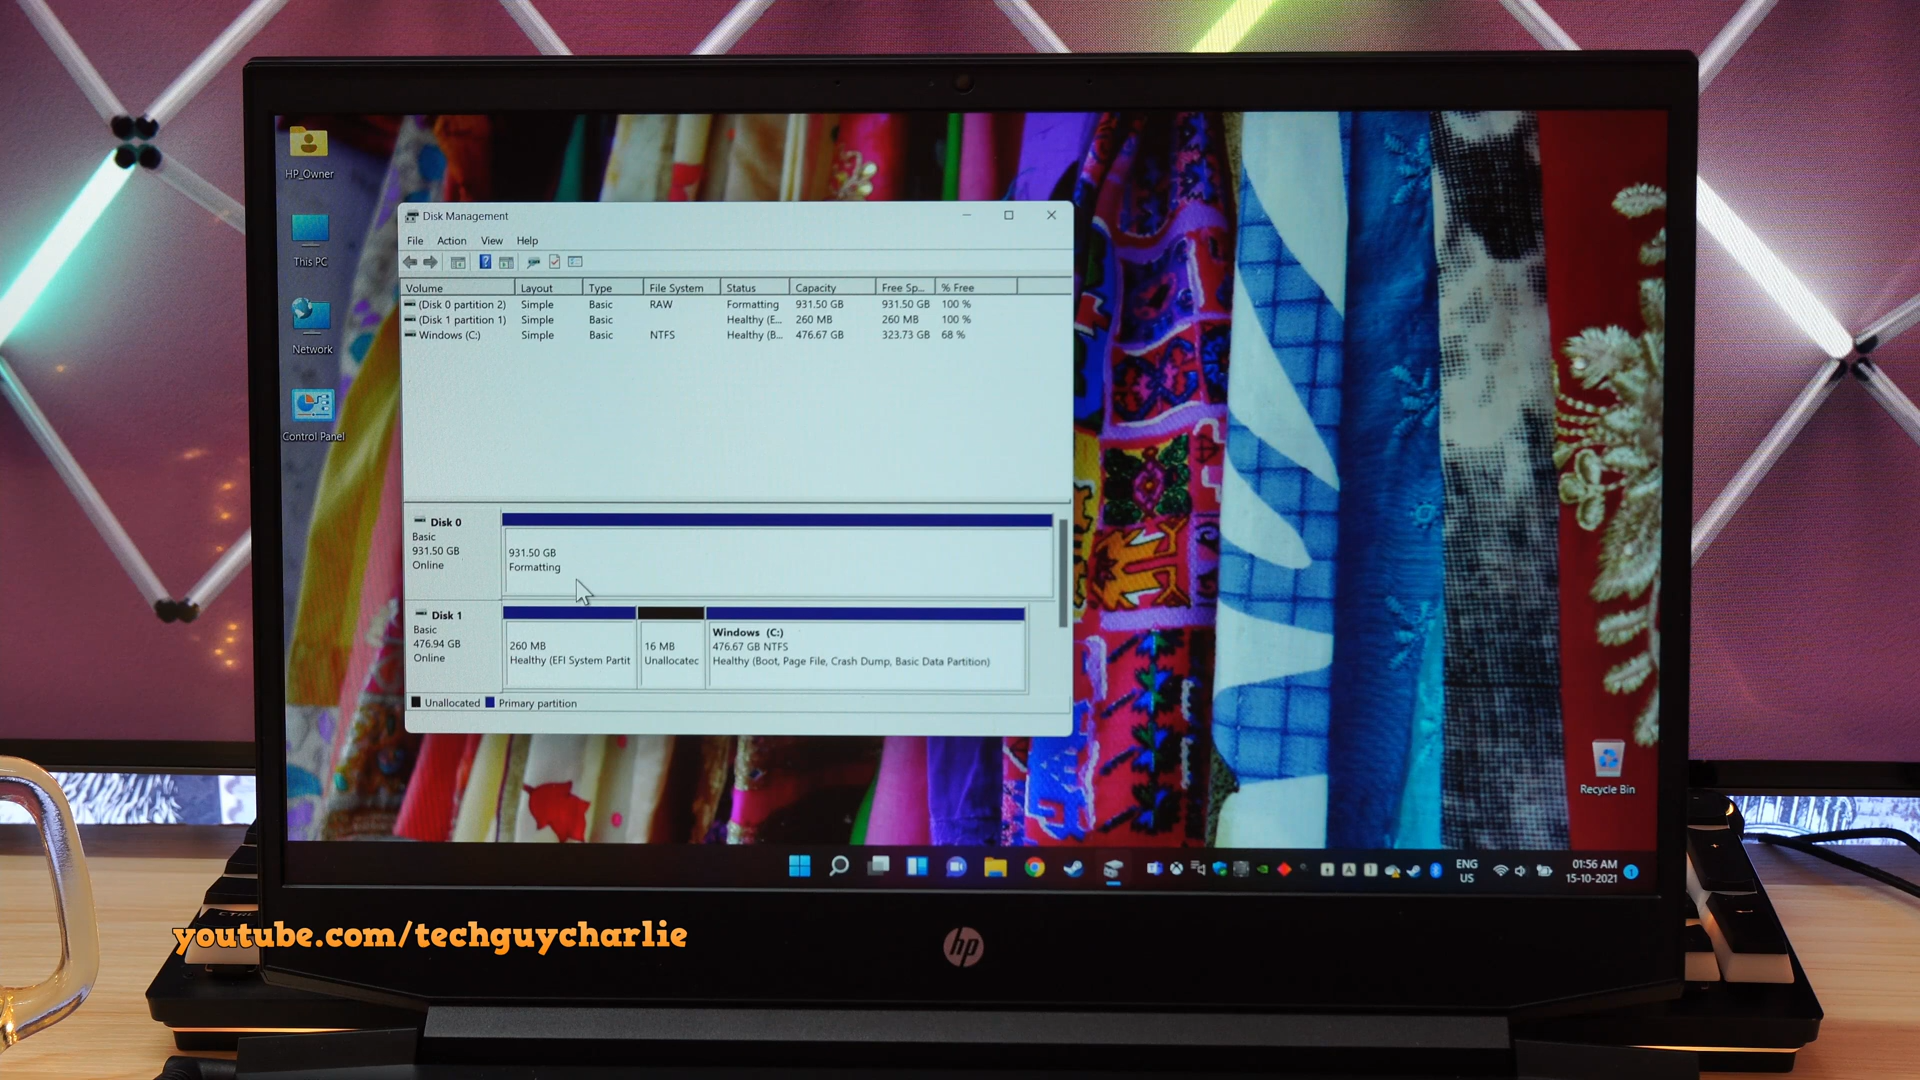 HP_Owner
This PC
Network
Control Panel
Disk Management
File Action View Help
Volume Layout Type File System Status Capacity Free Sp... % Free
(Disk 0 partition 2) Simple Basic RAW Formatting 931.50 GB 931.50 GB 100 %
(Disk 1 partition 1) Simple Basic Healthy (E... 260 MB 260 MB 100 %
Windows (C:) Simple Basic NTFS Healthy (B... 476.67 GB 323.73 GB 68 %
Disk 0
Basic
931.50 GB
Online
931.50 GB
Formatting
Disk 1
Basic
476.94 GB
Online
260 MB
Healthy (EFI System Partit
16 MB
Unallocatec
Windows (C:)
476.67 GB NTFS
Healthy (Boot, Page File, Crash Dump, Basic Data Partition)
Unallocated Primary partition
Recycle Bin
ENG
US
01:56 AM
15-10-2021
youtube.com/techguycharlie
hp